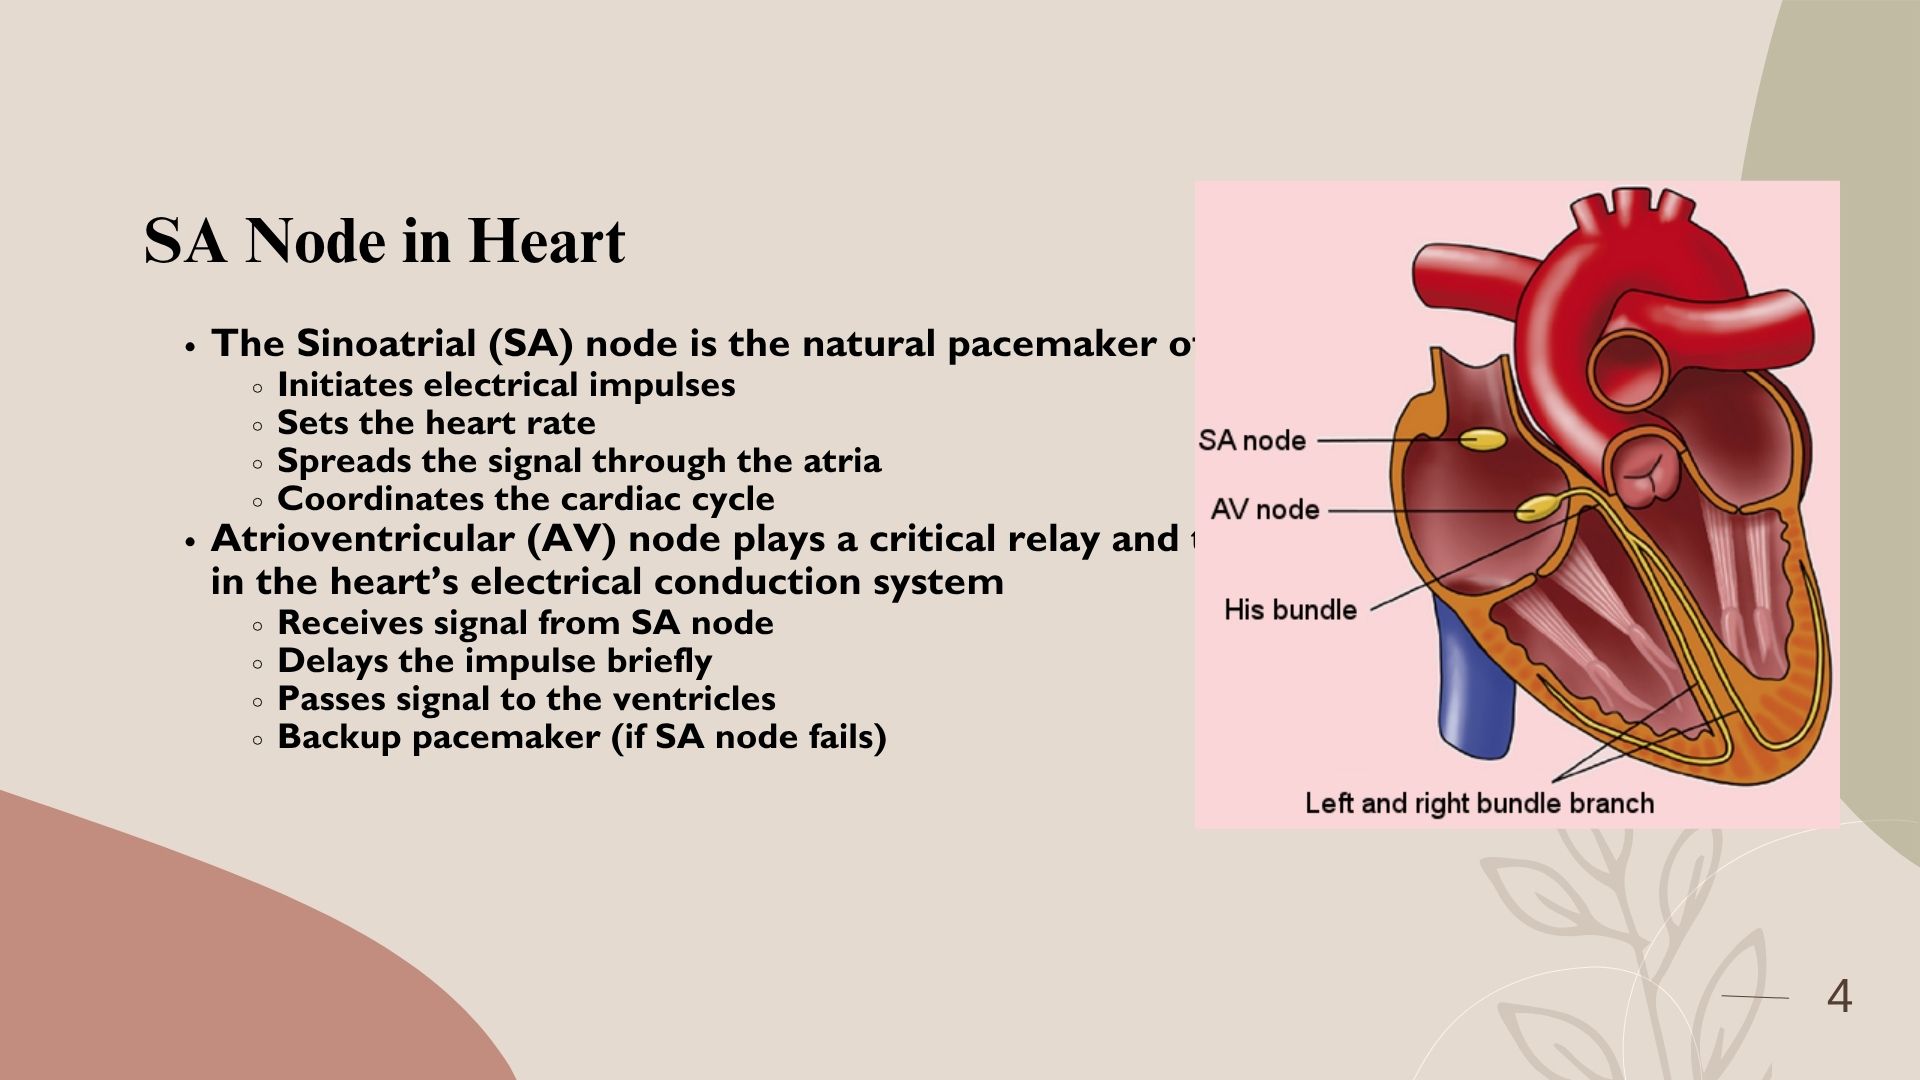 SA Node in Heart
• The Sinoatrial (SA) node is the natural pacemaker
○ Initiates electrical impulses
○ Sets the heart rate
○ Spreads the signal through the atria
○ Coordinates the cardiac cycle
• Atrioventricular (AV) node plays a critical relay and
in the heart’s electrical conduction system
○ Receives signal from SA node
○ Delays the impulse briefly
○ Passes signal to the ventricles
○ Backup pacemaker (if SA node fails)
SA node
AV node
His bundle
Left and right bundle branch
4